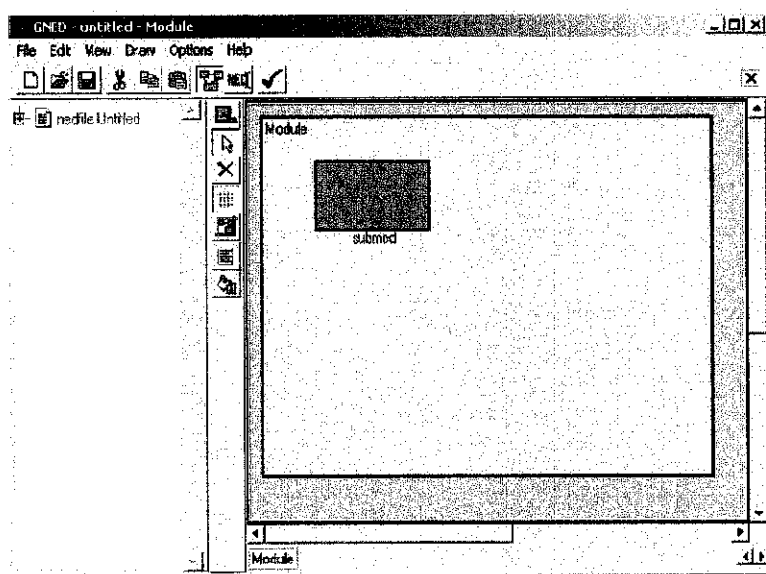 GNED - untitled - Module
File Edit View Draw Options Help
nedfile Untitled
Module
submod
Module